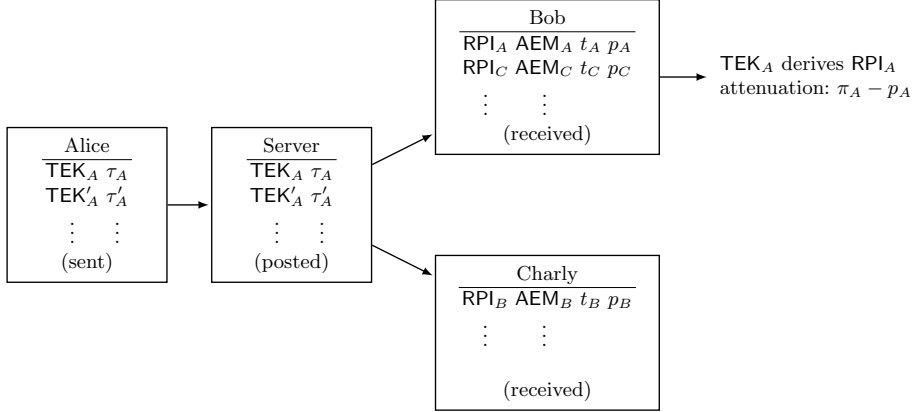 Alice
TEK_A τ_A
TEK′_A τ′_A
⋮ ⋮
(sent)
Server
TEK_A τ_A
TEK′_A τ′_A
⋮ ⋮
(posted)
Bob
RPI_A AEM_A t_A p_A
RPI_C AEM_C t_C p_C
⋮ ⋮
(received)
TEK_A derives RPI_A
attenuation: π_A − p_A
Charly
RPI_B AEM_B t_B p_B
⋮ ⋮
(received)